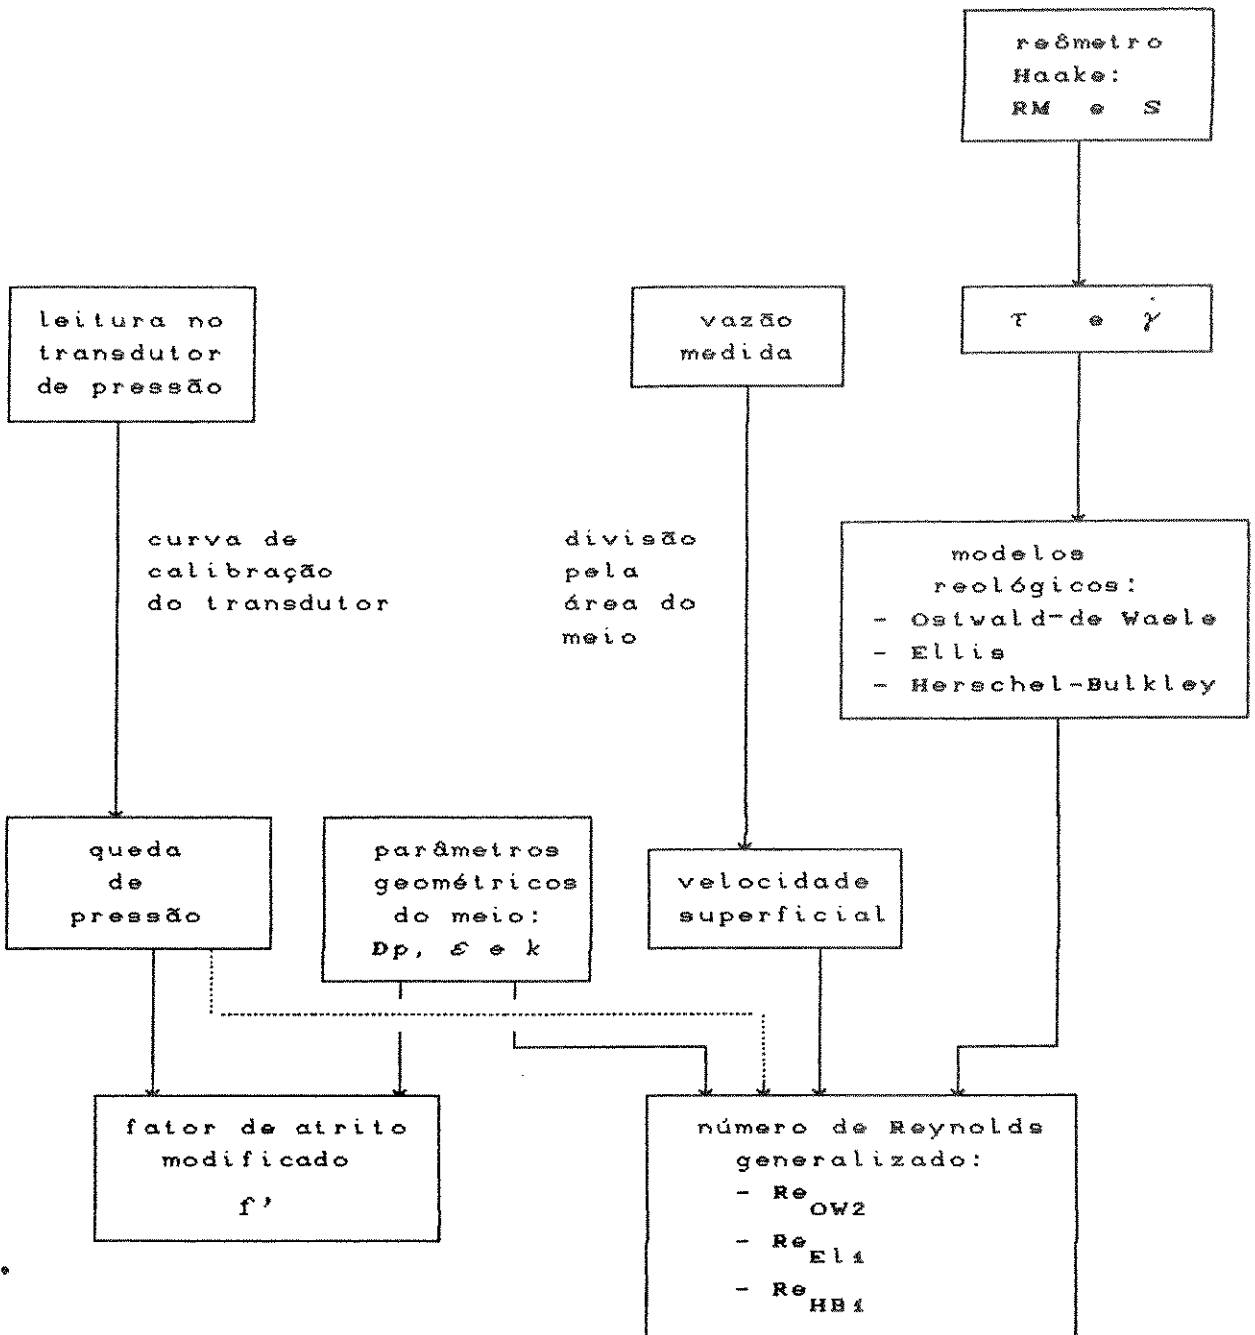 reômetro
Haake:
RM e S
leitura no
transdutor
de pressão
vazão
medida
τ e γ̇
curva de
calibração
do transdutor
divisão
pela
área do
meio
modelos
reológicos:
- Ostwald-de Waele
- Ellis
- Herschel-Bulkley
queda
de
pressão
parâmetros
geométricos
do meio:
Dp, ε e k
velocidade
superficial
fator de atrito
modificado
f'
número de Reynolds
generalizado:
- Re OW2
- Re El1
- Re HB1